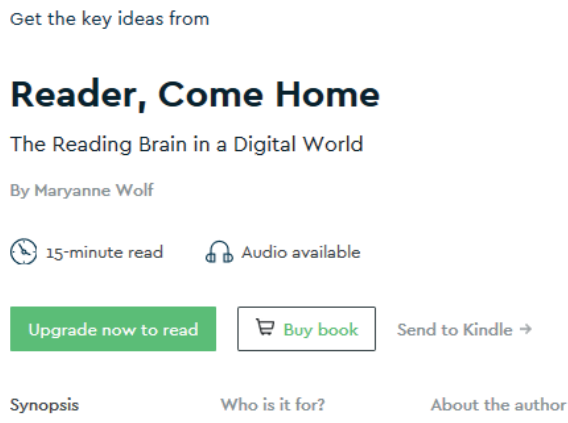 Get the key ideas from
Reader, Come Home
The Reading Brain in a Digital World
By Maryanne Wolf
15-minute read Audio available
Upgrade now to read Buy book Send to Kindle →
Synopsis Who is it for? About the author